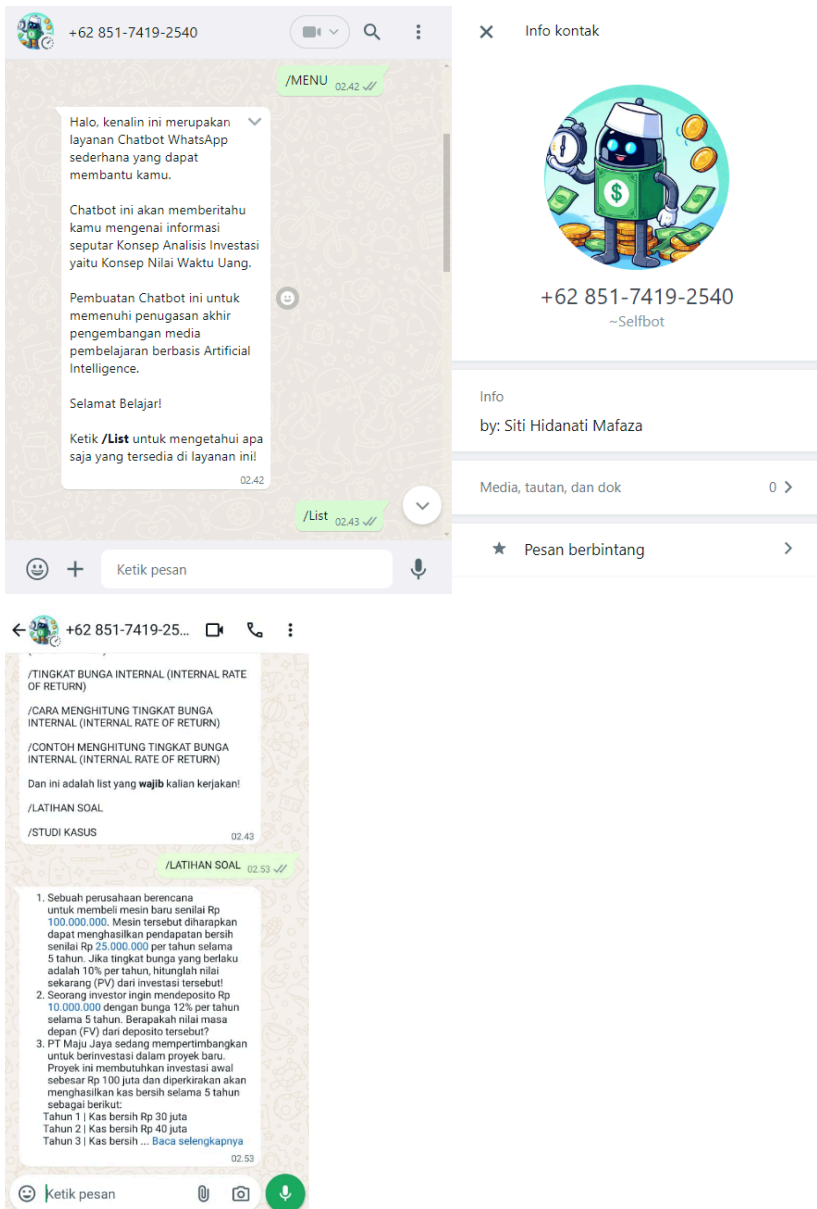 +62 851-7419-2540
/MENU 02.42
Halo, kenalin ini merupakan
layanan Chatbot WhatsApp
sederhana yang dapat
membantu kamu.
Chatbot ini akan memberitahu
kamu mengenai informasi
seputar Konsep Analisis Investasi
yaitu Konsep Nilai Waktu Uang.
Pembuatan Chatbot ini untuk
memenuhi penugasan akhir
pengembangan media
pembelajaran berbasis Artificial
Intelligence.
Selamat Belajar!
Ketik /List untuk mengetahui apa
saja yang tersedia di layanan ini!
02.42
/List 02.43
Ketik pesan
Info kontak
$
+62 851-7419-2540
~Selfbot
Info
by: Siti Hidanati Mafaza
Media, tautan, dan dok 0
Pesan berbintang
+62 851-7419-25...
/TINGKAT BUNGA INTERNAL (INTERNAL RATE
OF RETURN)
/CARA MENGHITUNG TINGKAT BUNGA
INTERNAL (INTERNAL RATE OF RETURN)
/CONTOH MENGHITUNG TINGKAT BUNGA
INTERNAL (INTERNAL RATE OF RETURN)
Dan ini adalah list yang wajib kalian kerjakan!
/LATIHAN SOAL
/STUDI KASUS
02.43
/LATIHAN SOAL 02.53
1. Sebuah perusahaan berencana
untuk membeli mesin baru senilai Rp
100.000.000. Mesin tersebut diharapkan
dapat menghasilkan pendapatan bersih
senilai Rp 25.000.000 per tahun selama
5 tahun. Jika tingkat bunga yang berlaku
adalah 10% per tahun, hitunglah nilai
sekarang (PV) dari investasi tersebut!
2. Seorang investor ingin mendeposito Rp
10.000.000 dengan bunga 12% per tahun
selama 5 tahun. Berapakah nilai masa
depan (FV) dari deposito tersebut?
3. PT Maju Jaya sedang mempertimbangkan
untuk berinvestasi dalam proyek baru.
Proyek ini membutuhkan investasi awal
sebesar Rp 100 juta dan diperkirakan akan
menghasilkan kas bersih selama 5 tahun
sebagai berikut:
Tahun 1 | Kas bersih Rp 30 juta
Tahun 2 | Kas bersih Rp 40 juta
Tahun 3 | Kas bersih ... Baca selengkapnya
02.53
Ketik pesan